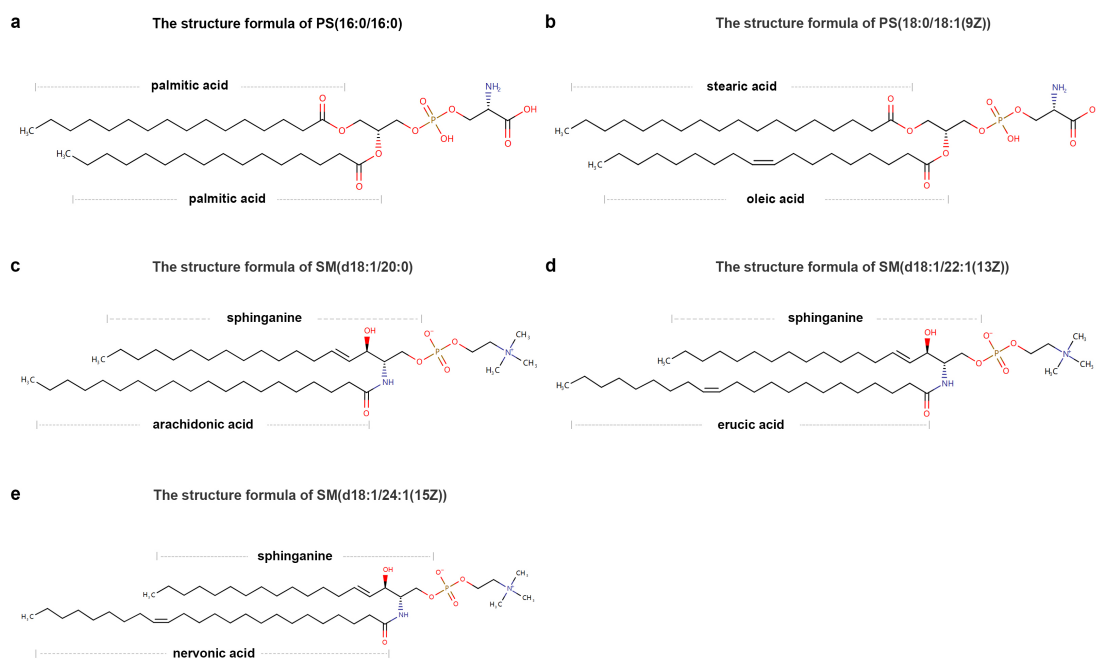 a
The structure formula of PS(16:0/16:0)
palmitic acid
NH₂
O
O
O
O
OH
H₃C
O
O
P
OH
O
H₃C
O
O
palmitic acid
b
The structure formula of PS(18:0/18:1(9Z))
stearic acid
NH₂
O
O
O
O
H₃C
O
O
P
OH
O
H₃C
O
O
oleic acid
c
The structure formula of SM(d18:1/20:0)
sphinganine
OH
O⁻
CH₃
O
P
N⁺
H₃C
O
O
H₃C
CH₃
H₃C
NH
O
arachidonic acid
d
The structure formula of SM(d18:1/22:1(13Z))
sphinganine
OH
O⁻
CH₃
O
P
N⁺
H₃C
O
O
H₃C
CH₃
H₃C
NH
O
erucic acid
e
The structure formula of SM(d18:1/24:1(15Z))
sphinganine
OH
O⁻
CH₃
O
P
N⁺
H₃C
O
O
H₃C
CH₃
H₃C
NH
O
nervonic acid